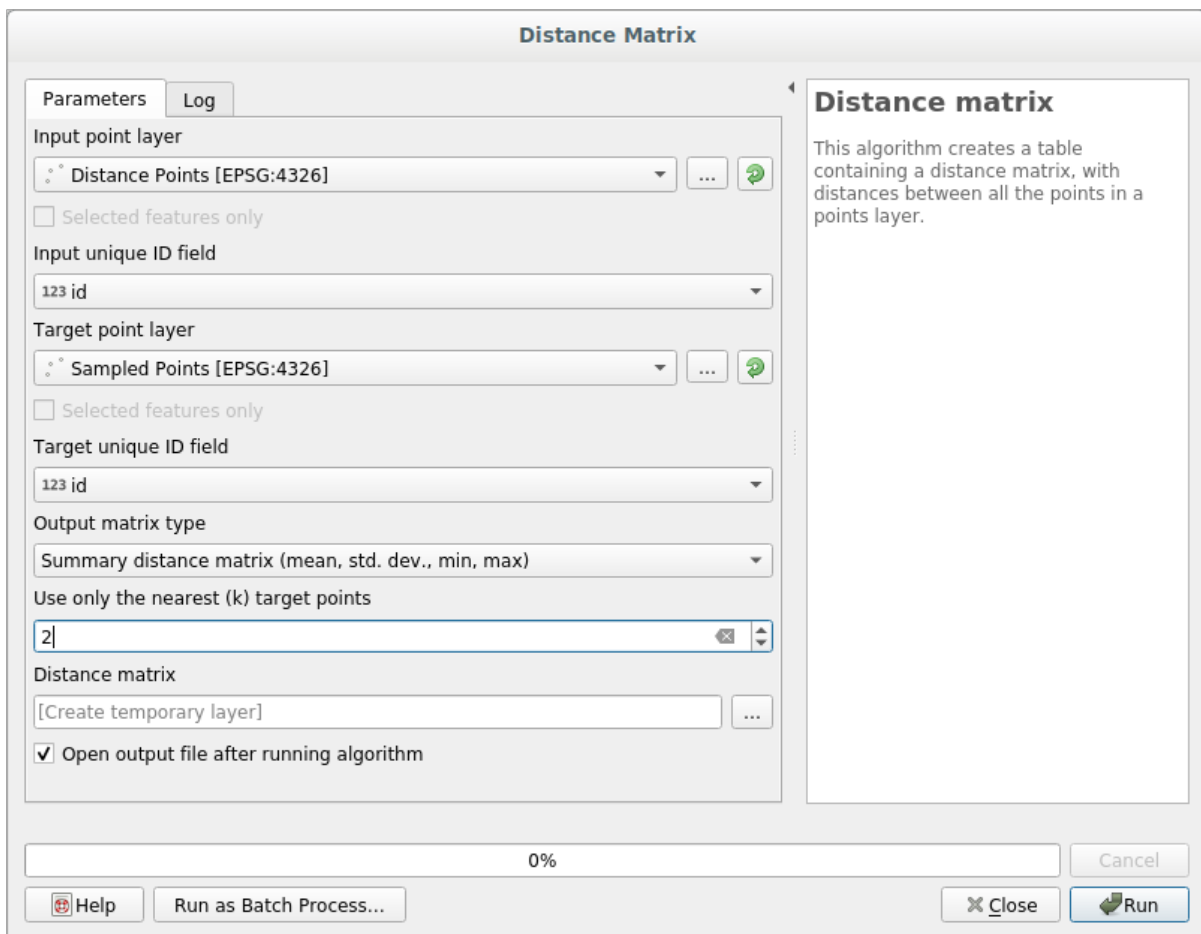 Distance Matrix
Parameters
Log
Input point layer
Distance Points [EPSG:4326]
...
Selected features only
Input unique ID field
123 id
Target point layer
Sampled Points [EPSG:4326]
...
Selected features only
Target unique ID field
123 id
Output matrix type
Summary distance matrix (mean, std. dev., min, max)
Use only the nearest (k) target points
2
Distance matrix
[Create temporary layer]
...
Open output file after running algorithm
Distance matrix
This algorithm creates a table
containing a distance matrix, with
distances between all the points in a
points layer.
0%
Cancel
Help
Run as Batch Process...
Close
Run